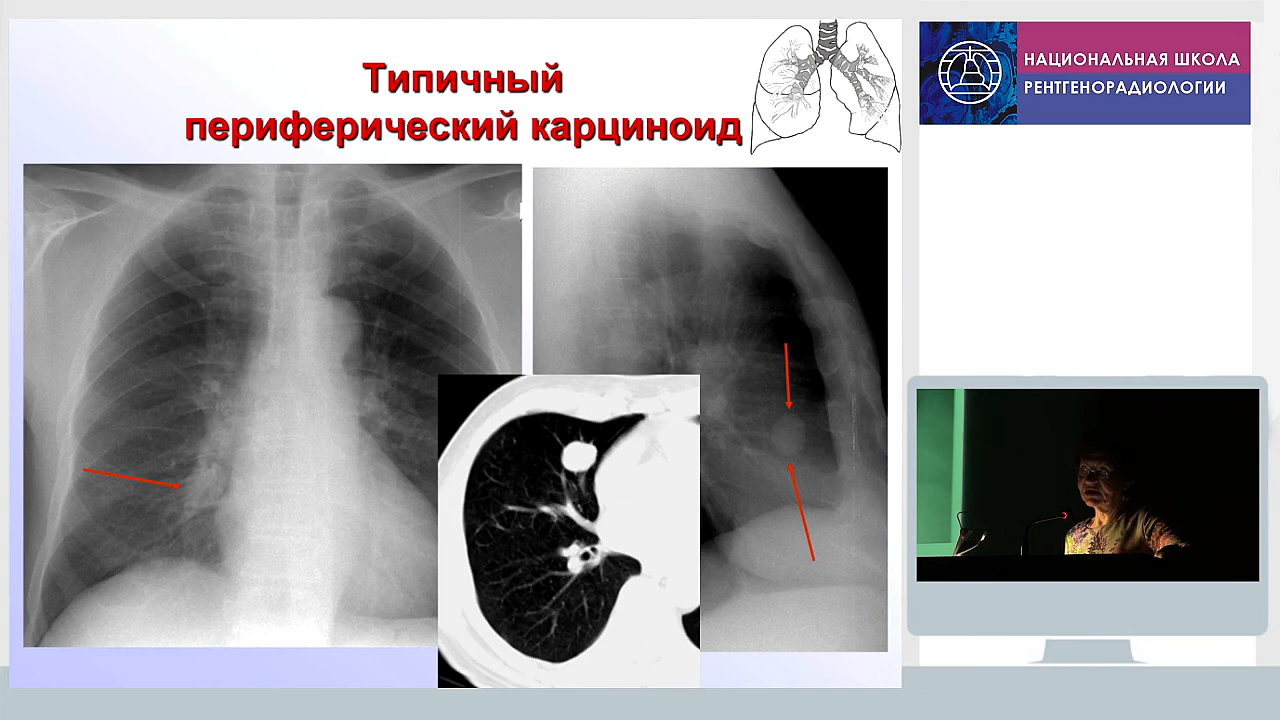 Типичный
периферический карциноид
НАЦИОНАЛЬНАЯ ШКОЛА
РЕНТГЕНОРАДИОЛОГИИ